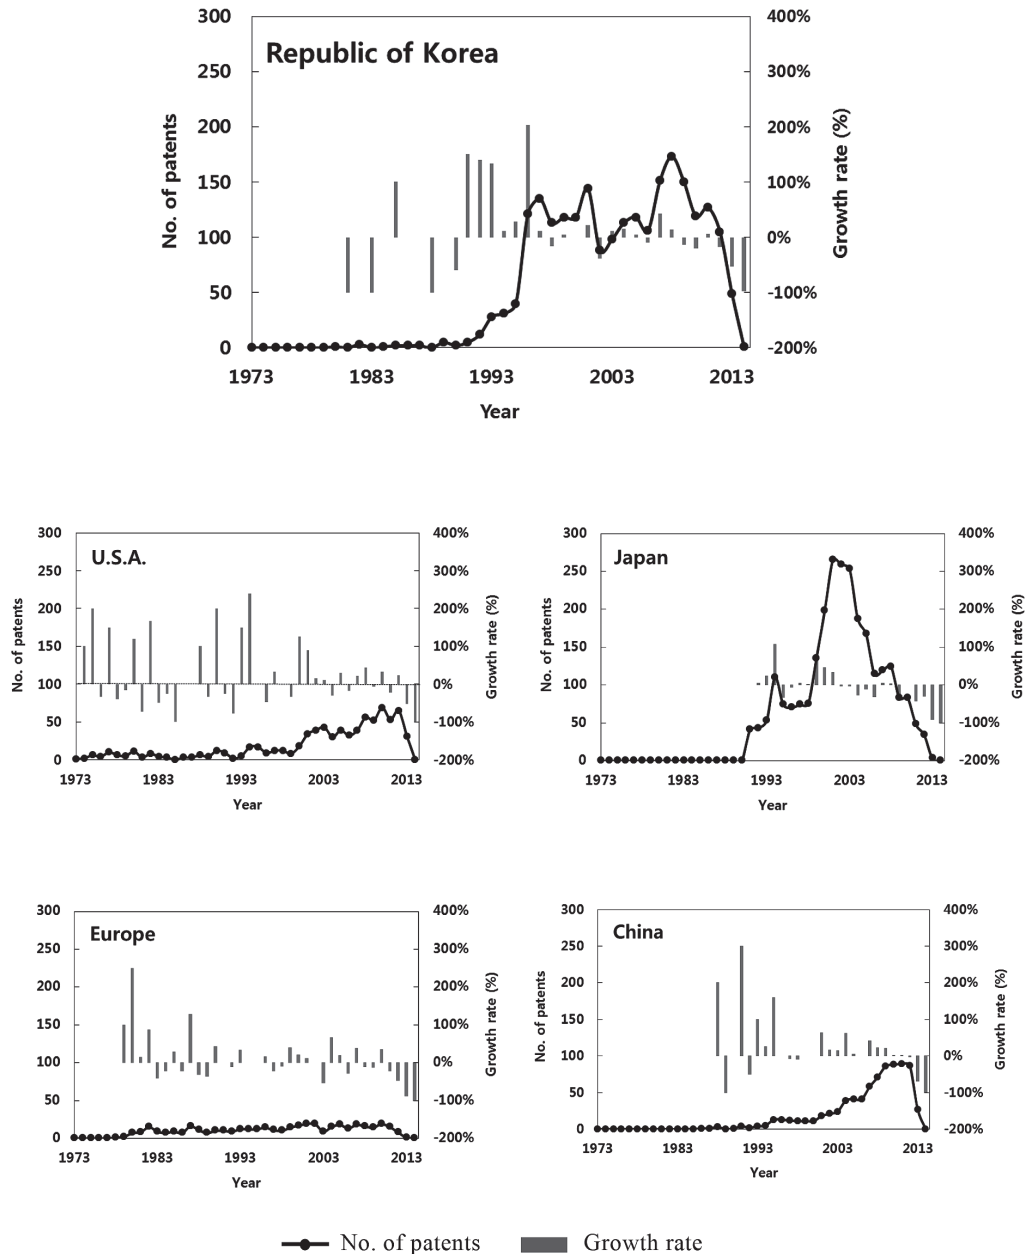 300 400%
Republic of Korea
250 300%
200 200%
150 100%
100 0%
50 -100%
0 -200%
No. of patents
Growth rate (%)
1973 1983 1993 2003 2013
Year
300 400%
U.S.A.
250 300%
200 200%
150 100%
100 0%
50 -100%
0 -200%
No. of patents
Growth rate (%)
1973 1983 1993 2003 2013
Year
300 400%
Japan
250 300%
200 200%
150 100%
100 0%
50 -100%
0 -200%
No. of patents
Growth rate (%)
1973 1983 1993 2003 2013
Year
300 400%
Europe
250 300%
200 200%
150 100%
100 0%
50 -100%
0 -200%
No. of patents
Growth rate (%)
1973 1983 1993 2003 2013
Year
300 400%
China
250 300%
200 200%
150 100%
100 0%
50 -100%
0 -200%
No. of patents
Growth rate (%)
1973 1983 1993 2003 2013
Year
No. of patents Growth rate